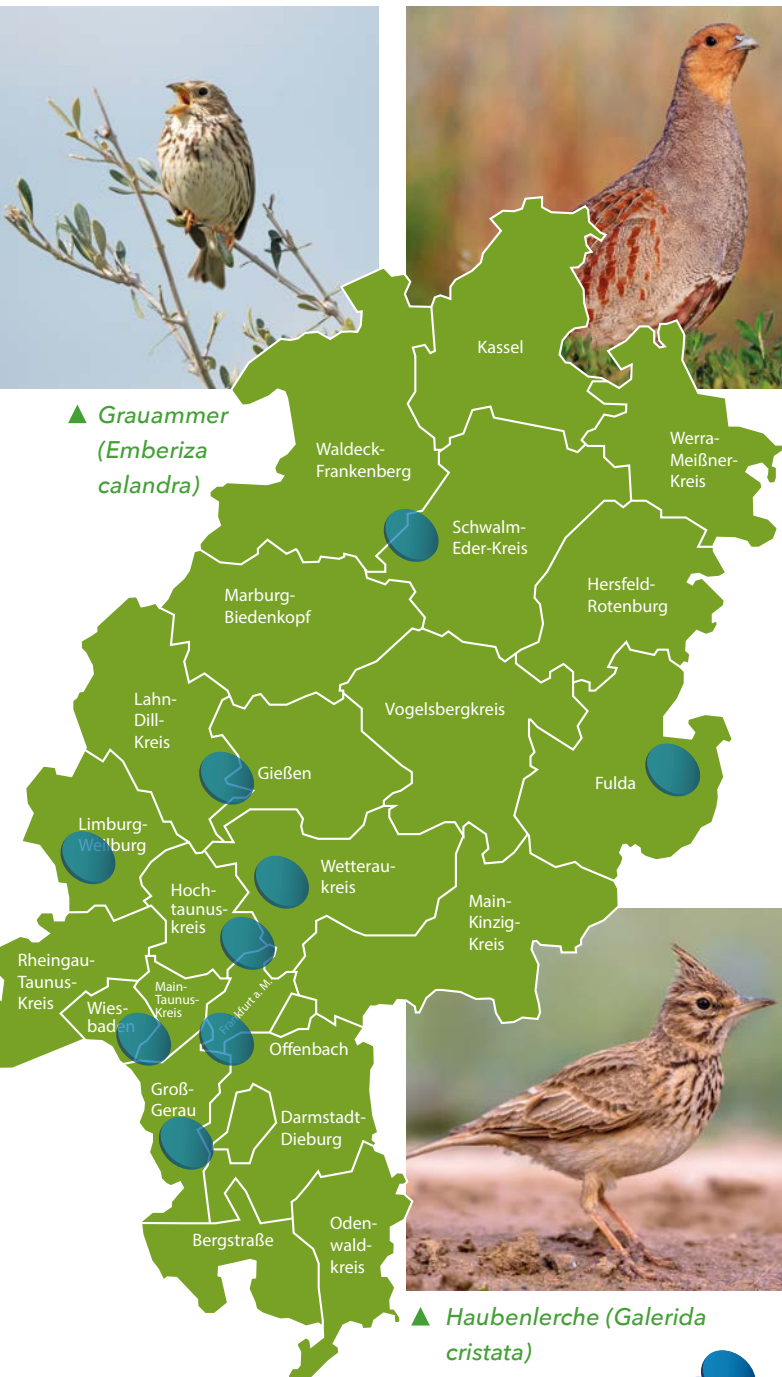 Kassel
▲ Grauammer
(Emberiza
calandra)
Waldeck-
Frankenberg
Werra-
Meißner-
Kreis
Schwalm-
Eder-Kreis
Hersfeld-
Rotenburg
Marburg-
Biedenkopf
Lahn-
Dill-
Kreis
Vogelsbergkreis
Gießen
Fulda
Limburg-
Weilburg
Wetterau-
kreis
Hoch-
taunus-
kreis
Main-
Kinzig-
Kreis
Rheingau-
Taunus-
Kreis
Main-
Taunus-
Kreis
Wies-
baden
Frankfurt a. M.
Offenbach
Groß-
Gerau
Darmstadt-
Dieburg
Bergstraße
Oden-
wald-
kreis
▲ Haubenlerche (Galerida
cristata)